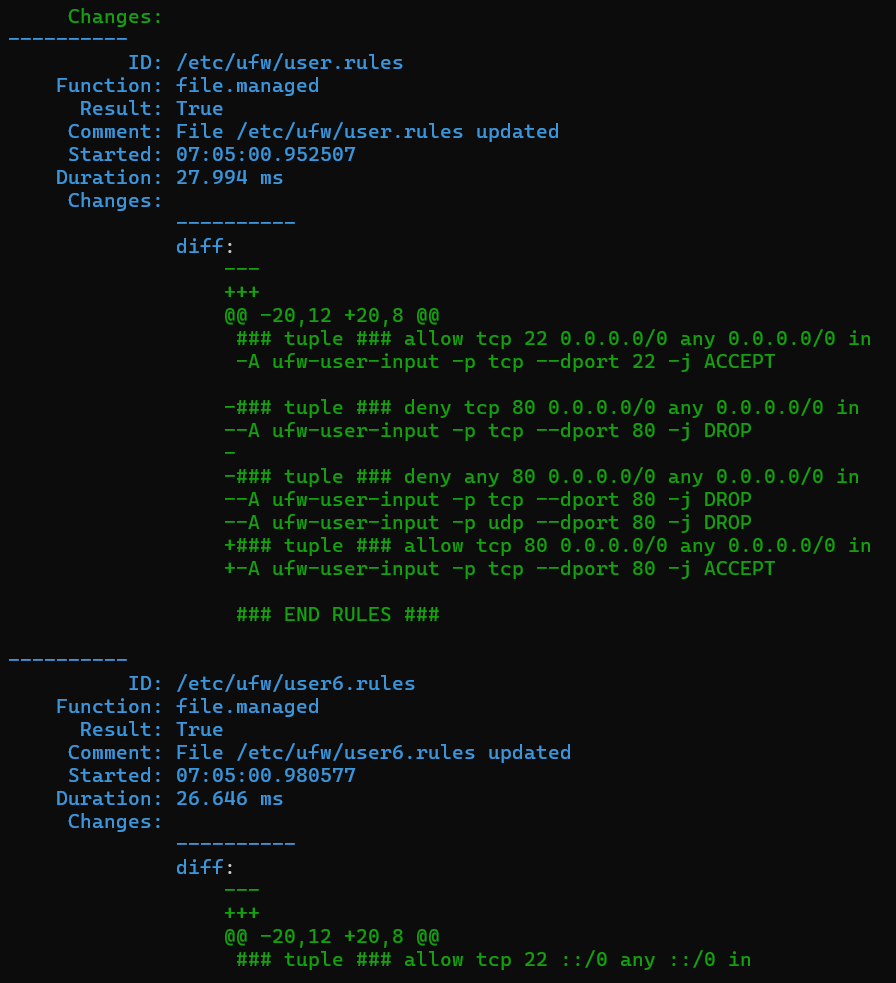 Changes:
----------
ID: /etc/ufw/user.rules
Function: file.managed
Result: True
Comment: File /etc/ufw/user.rules updated
Started: 07:05:00.952507
Duration: 27.994 ms
Changes:
----------
diff:
---
+++
@@ -20,12 +20,8 @@
### tuple ### allow tcp 22 0.0.0.0/0 any 0.0.0.0/0 in
-A ufw-user-input -p tcp --dport 22 -j ACCEPT
-### tuple ### deny tcp 80 0.0.0.0/0 any 0.0.0.0/0 in
--A ufw-user-input -p tcp --dport 80 -j DROP
-
-### tuple ### deny any 80 0.0.0.0/0 any 0.0.0.0/0 in
--A ufw-user-input -p tcp --dport 80 -j DROP
--A ufw-user-input -p udp --dport 80 -j DROP
+### tuple ### allow tcp 80 0.0.0.0/0 any 0.0.0.0/0 in
+-A ufw-user-input -p tcp --dport 80 -j ACCEPT
### END RULES ###
----------
ID: /etc/ufw/user6.rules
Function: file.managed
Result: True
Comment: File /etc/ufw/user6.rules updated
Started: 07:05:00.980577
Duration: 26.646 ms
Changes:
----------
diff:
---
+++
@@ -20,12 +20,8 @@
### tuple ### allow tcp 22 ::/0 any ::/0 in